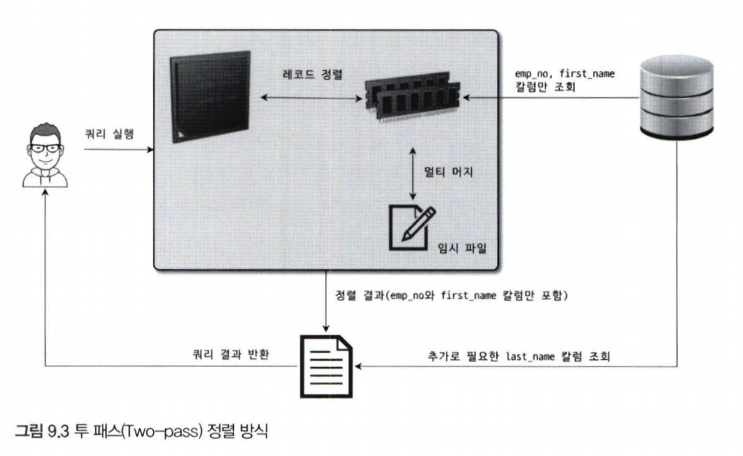 레코드 정렬
emp_no, first_name
칼럼만 조회
쿼리 실행
멀티 머지
임시 파일
정렬 결과(emp_no와 first_name 칼럼만 포함)
쿼리 결과 반환
추가로 필요한 last_name 칼럼 조회
그림 9.3 투 패스(Two-pass) 정렬 방식